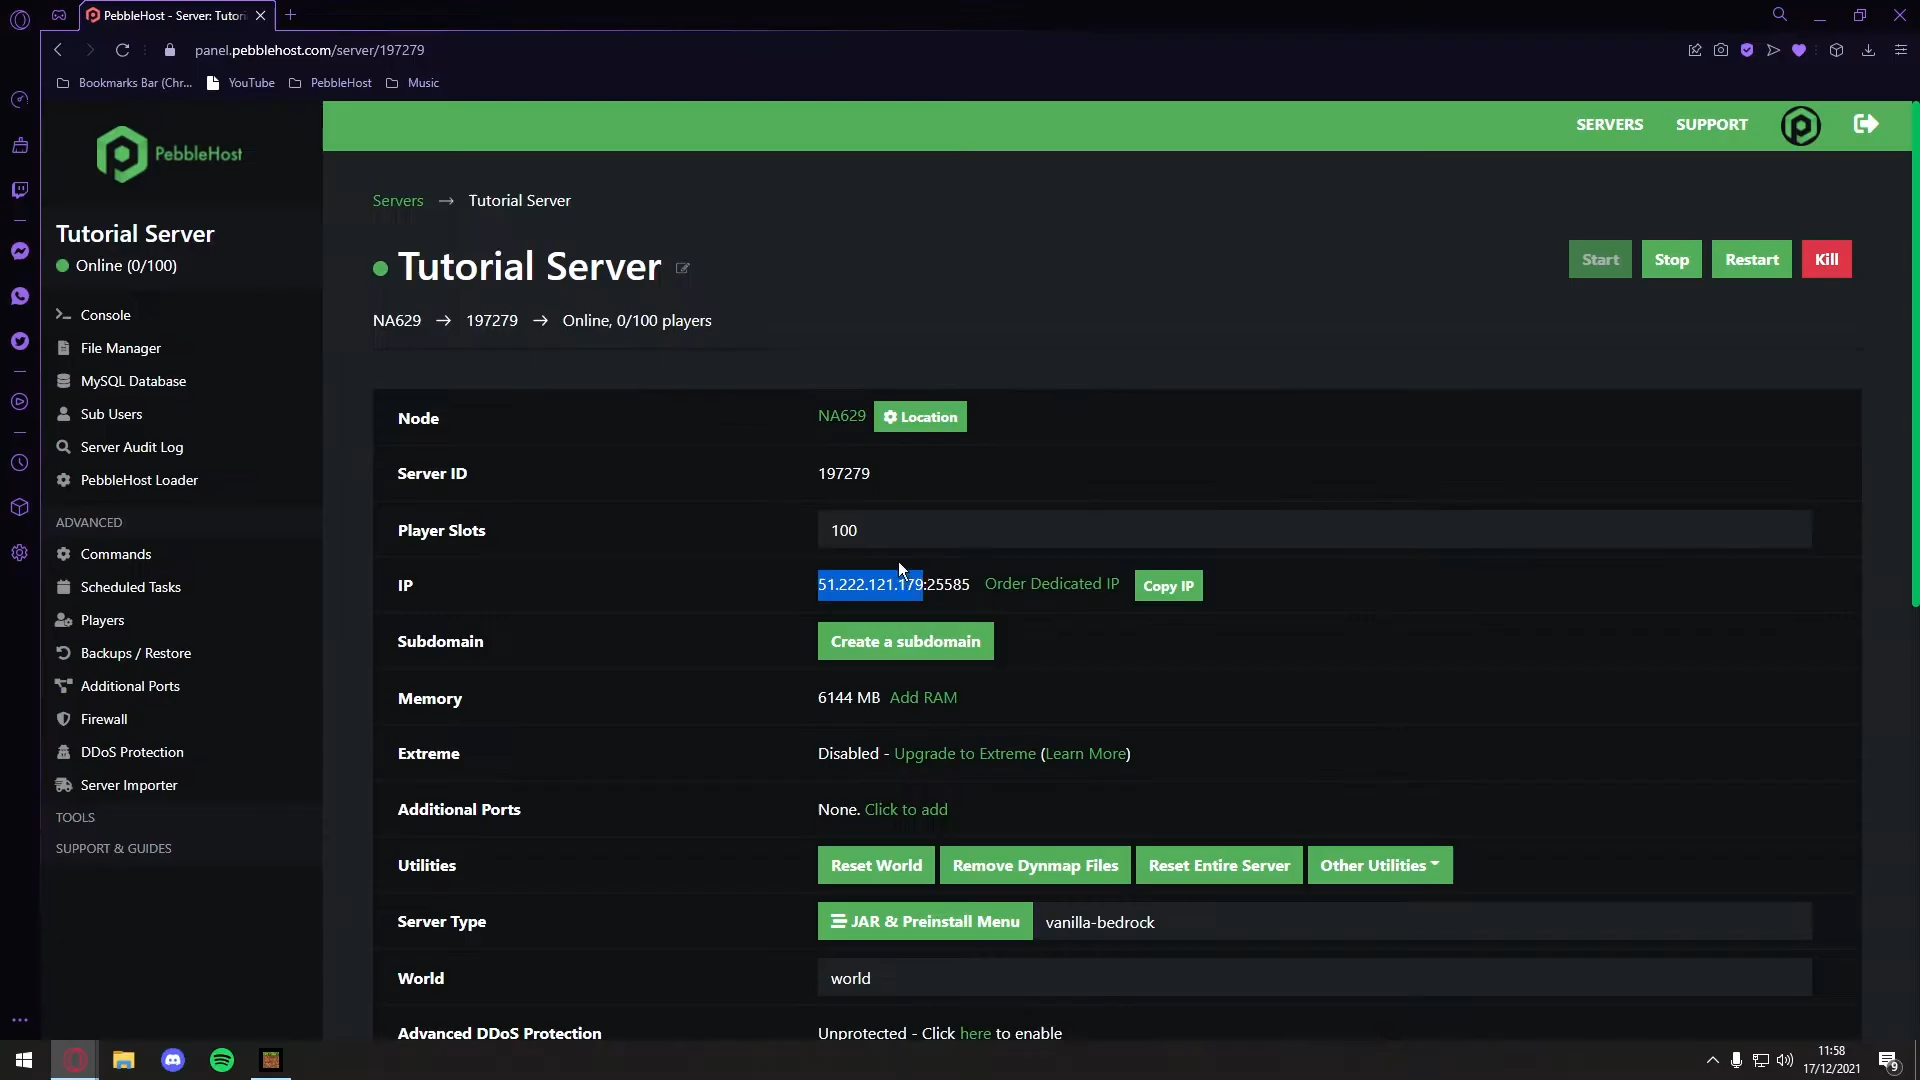 PebbleHost - Server: Tutori
panel.pebblehost.com/server/197279
Bookmarks Bar (Chr... YouTube PebbleHost Music
PebbleHost
SERVERS SUPPORT
Tutorial Server
Online (0/100)
Console
File Manager
MySQL Database
Sub Users
Server Audit Log
PebbleHost Loader
ADVANCED
Commands
Scheduled Tasks
Players
Backups / Restore
Additional Ports
Firewall
DDoS Protection
Server Importer
TOOLS
SUPPORT & GUIDES
Servers → Tutorial Server
Tutorial Server
Start Stop Restart Kill
NA629 → 197279 → Online, 0/100 players
Node NA629 Location
Server ID 197279
Player Slots 100
IP 51.222.121.179:25585 Order Dedicated IP Copy IP
Subdomain Create a subdomain
Memory 6144 MB Add RAM
Extreme Disabled - Upgrade to Extreme (Learn More)
Additional Ports None. Click to add
Utilities Reset World Remove Dynmap Files Reset Entire Server Other Utilities
Server Type JAR & Preinstall Menu vanilla-bedrock
World world
Advanced DDoS Protection Unprotected - Click here to enable
11:58
17/12/2021
9